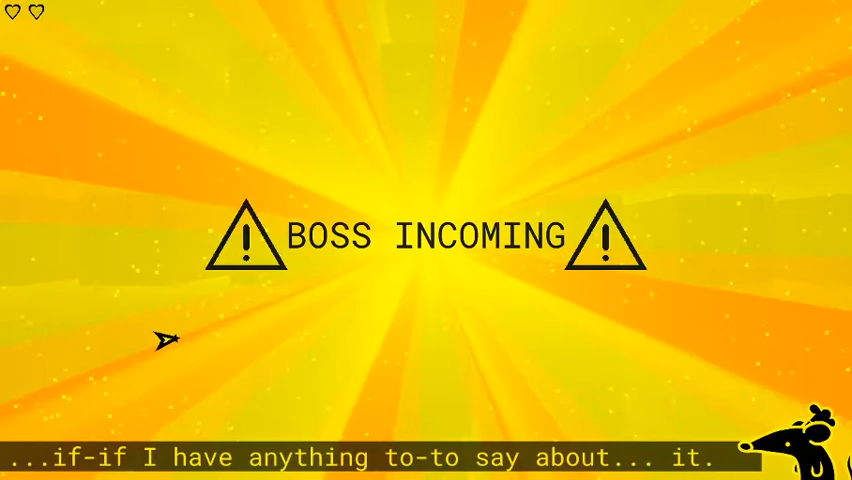 BOSS INCOMING
...if-if I have anything to-to say about... it.